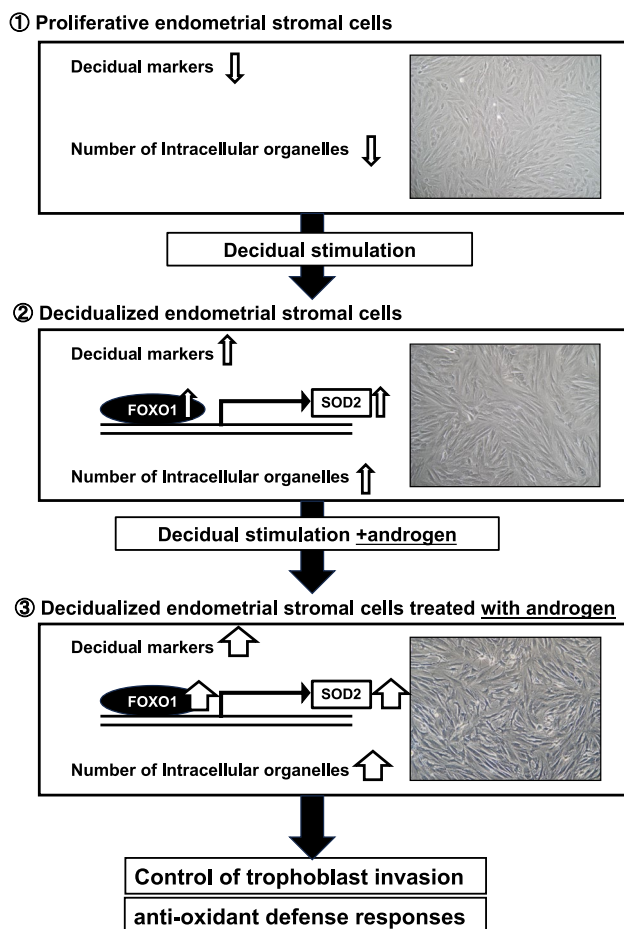 ① Proliferative endometrial stromal cells
Decidual markers
Number of Intracellular organelles
Decidual stimulation
② Decidualized endometrial stromal cells
Decidual markers
FOXO1
SOD2
Number of Intracellular organelles
Decidual stimulation +androgen
③ Decidualized endometrial stromal cells treated with androgen
Decidual markers
FOXO1
SOD2
Number of Intracellular organelles
Control of trophoblast invasion
anti-oxidant defense responses